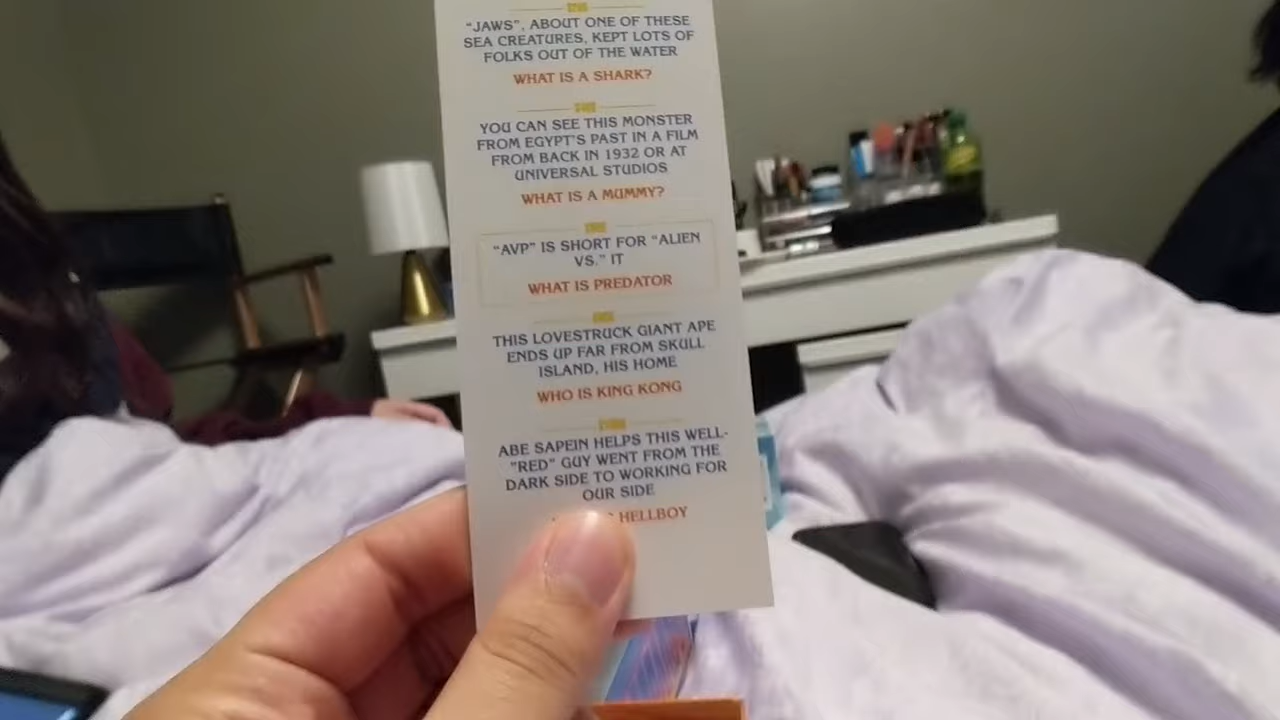 "JAWS", ABOUT ONE OF THESE
SEA CREATURES, KEPT LOTS OF
FOLKS OUT OF THE WATER
WHAT IS A SHARK?
YOU CAN SEE THIS MONSTER
FROM EGYPT'S PAST IN A FILM
FROM BACK IN 1932 OR AT
UNIVERSAL STUDIOS
WHAT IS A MUMMY?
"AVP" IS SHORT FOR "ALIEN
VS." IT
WHAT IS PREDATOR
THIS LOVESTRUCK GIANT APE
ENDS UP FAR FROM SKULL
ISLAND, HIS HOME
WHO IS KING KONG
ABE SAPEIN HELPS THIS WELL-
"RED" GUY WENT FROM THE
DARK SIDE TO WORKING FOR
OUR SIDE
HELLBOY